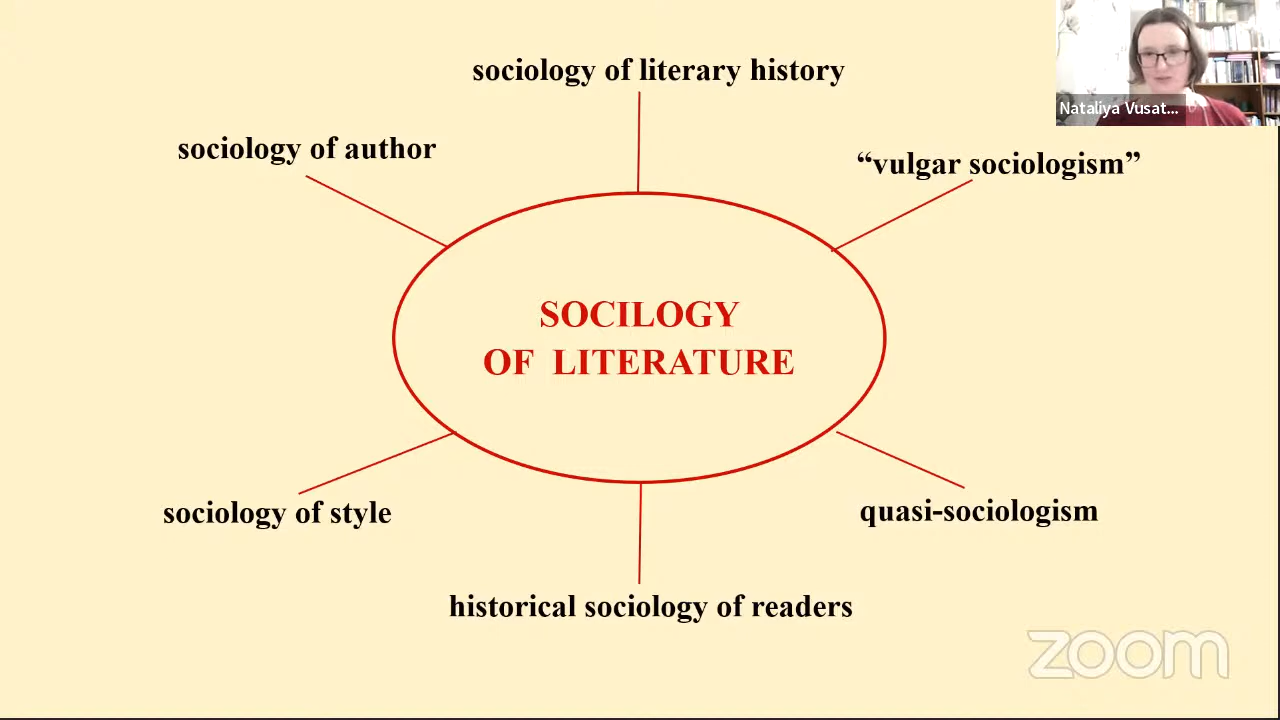 sociology of literary history
Nataliya Vusat...
sociology of author
“vulgar sociologism”
SOCILOGY
OF LITERATURE
sociology of style
quasi-sociologism
historical sociology of readers
zoom